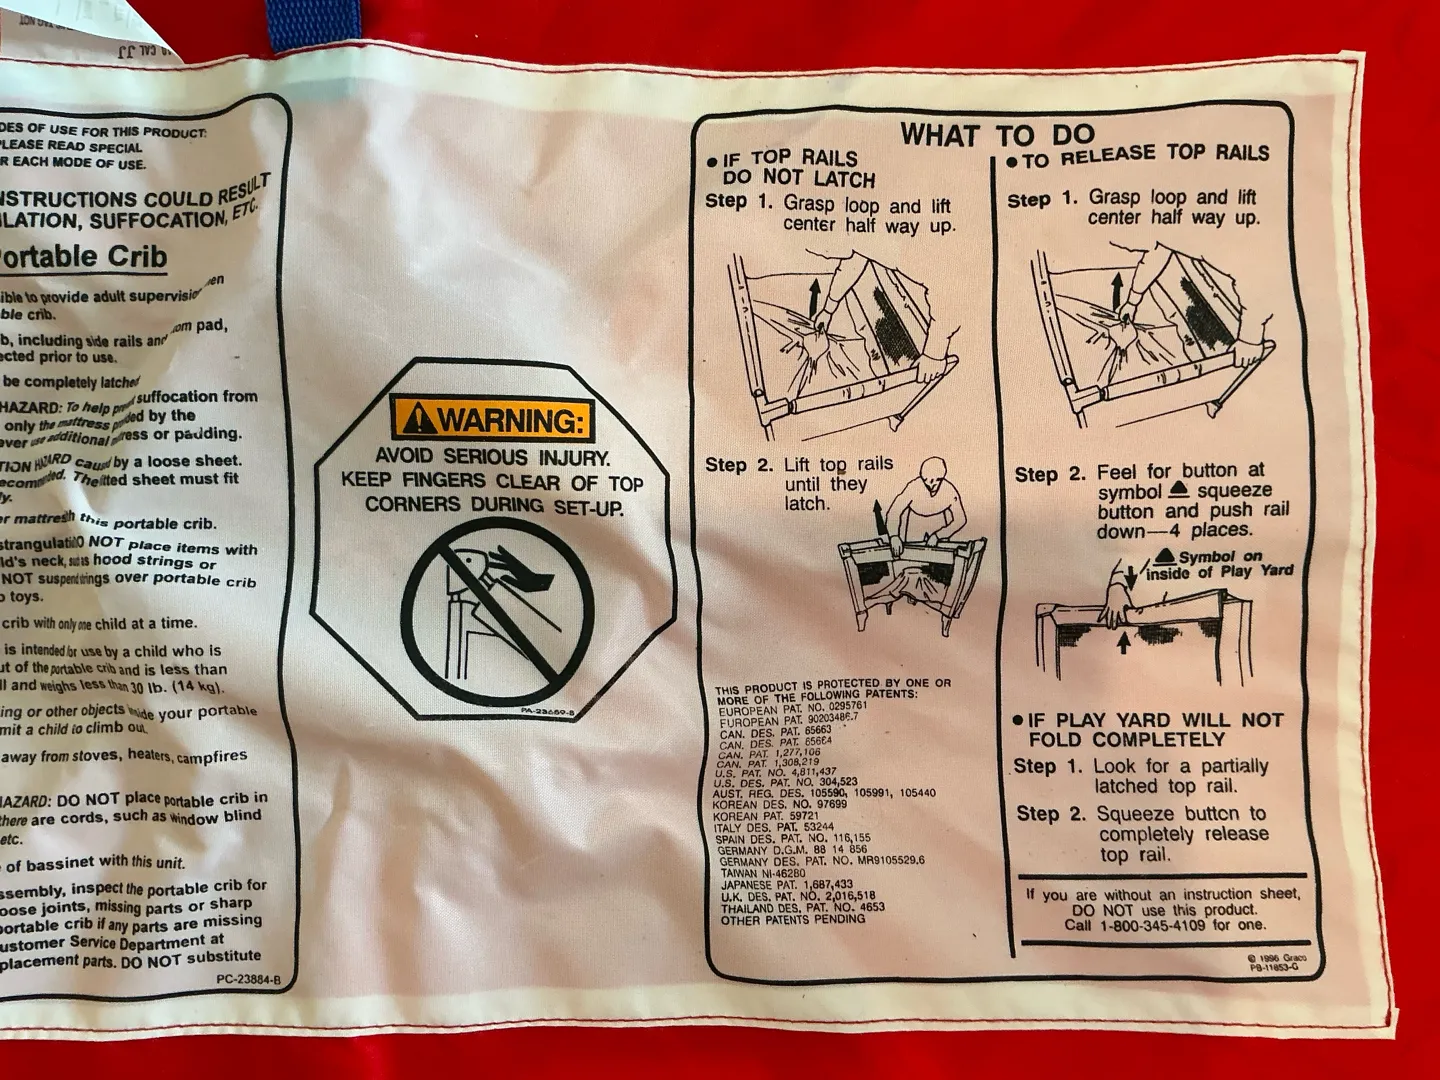 CAL JJ
DES OF USE FOR THIS PRODUCT:
LEASE READ SPECIAL
R EACH MODE OF USE.
NSTRUCTIONS COULD RESULT
LATION, SUFFOCATION, ETC.
ortable Crib
ible to provide adult supervision
ble crib.
b, including side rails and om pad,
ected prior to use.
be completely latched
HAZARD: To help suffocation from
only the mattress ded by the
ever use additional ress or padding.
TION HAZARD by a loose sheet.
The fitted sheet must fit
ly.
r mattress this portable crib.
strangulatio NOT place items with
ld's neck, hood strings or
NOT suspend strings over portable crib
o toys.
crib with only one child at a time.
is intended for use by a child who is
ut of the portable crib and is less than
ll and weighs less than 30 lb. (14 kg).
ing or other objects inside your portable
mit a child to climb out.
away from stoves, heaters, campfires
HAZARD: DO NOT place portable crib in
here are cords, such as window blind
etc.
of bassinet with this unit.
ssembly, inspect the portable crib for
oose joints, missing parts or sharp
portable crib if any parts are missing
ustomer Service Department at
placement parts. DO NOT substitute
PC-23884-B
WARNING:
AVOID SERIOUS INJURY.
KEEP FINGERS CLEAR OF TOP
CORNERS DURING SET-UP.
WHAT TO DO
• IF TOP RAILS
DO NOT LATCH
Step 1. Grasp loop and lift
center half way up.
Step 2. Lift top rails
until they
latch.
THIS PRODUCT IS PROTECTED BY ONE OR
MORE OF THE FOLLOWING PATENTS:
EUROPEAN PAT. NO. 0295761
EUROPEAN PAT. 90203486.7
CAN. DES. PAT. 65663
CAN. DES. PAT. 65664
CAN. PAT. 1,277,106
CAN. PAT. 1,308,219
U.S. PAT. NO. 4,811,437
U.S. DES. PAT. NO. 304,523
AUST. REG. DES. 105590, 105991, 105440
KOREAN DES. NO. 97699
KOREAN PAT. 59721
ITALY DES. PAT. 53244
SPAIN DES. PAT. NO. 116,155
GERMANY D.G.M. 88 14 856
GERMANY DES. PAT. NO. MR9105529.6
TAIWAN NI-46280
JAPANESE PAT. 1,687,433
U.K. DES. PAT. NO. 2,016,518
THAILAND DES. PAT. NO. 4653
OTHER PATENTS PENDING
• TO RELEASE TOP RAILS
Step 1. Grasp loop and lift
center half way up.
Step 2. Feel for button at
symbol squeeze
button and push rail
down—4 places.
Symbol on
inside of Play Yard
• IF PLAY YARD WILL NOT
FOLD COMPLETELY
Step 1. Look for a partially
latched top rail.
Step 2. Squeeze button to
completely release
top rail.
If you are without an instruction sheet,
DO NOT use this product.
Call 1-800-345-4109 for one.
© 1996 Graco
PB-11853-G